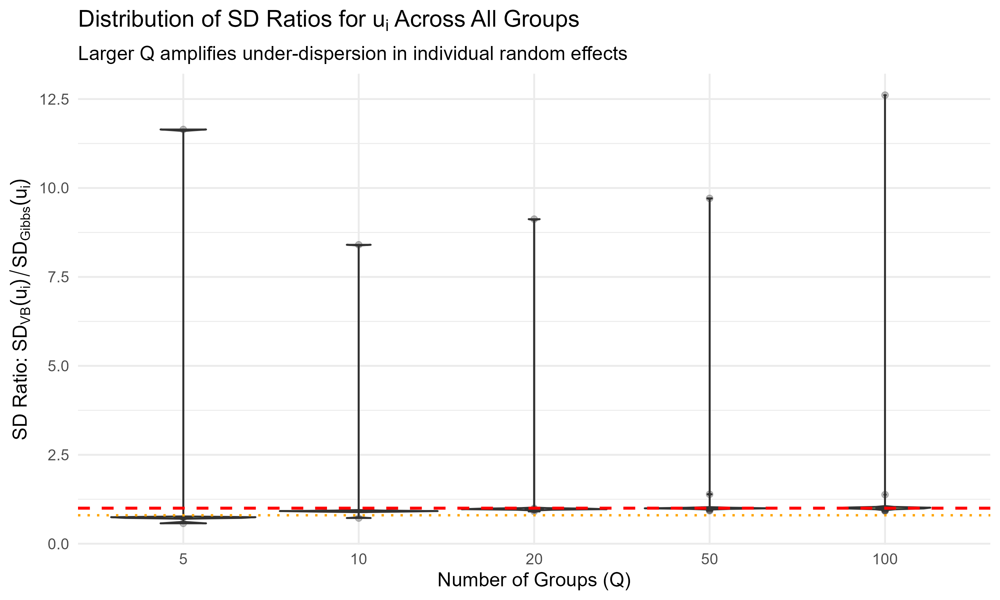 Distribution of SD Ratios for uᵢ Across All Groups
Larger Q amplifies under-dispersion in individual random effects
SD Ratio: SD_VB(uᵢ) / SD_Gibbs(uᵢ)
12.5
10.0
7.5
5.0
2.5
0.0
5 10 20 50 100
Number of Groups (Q)